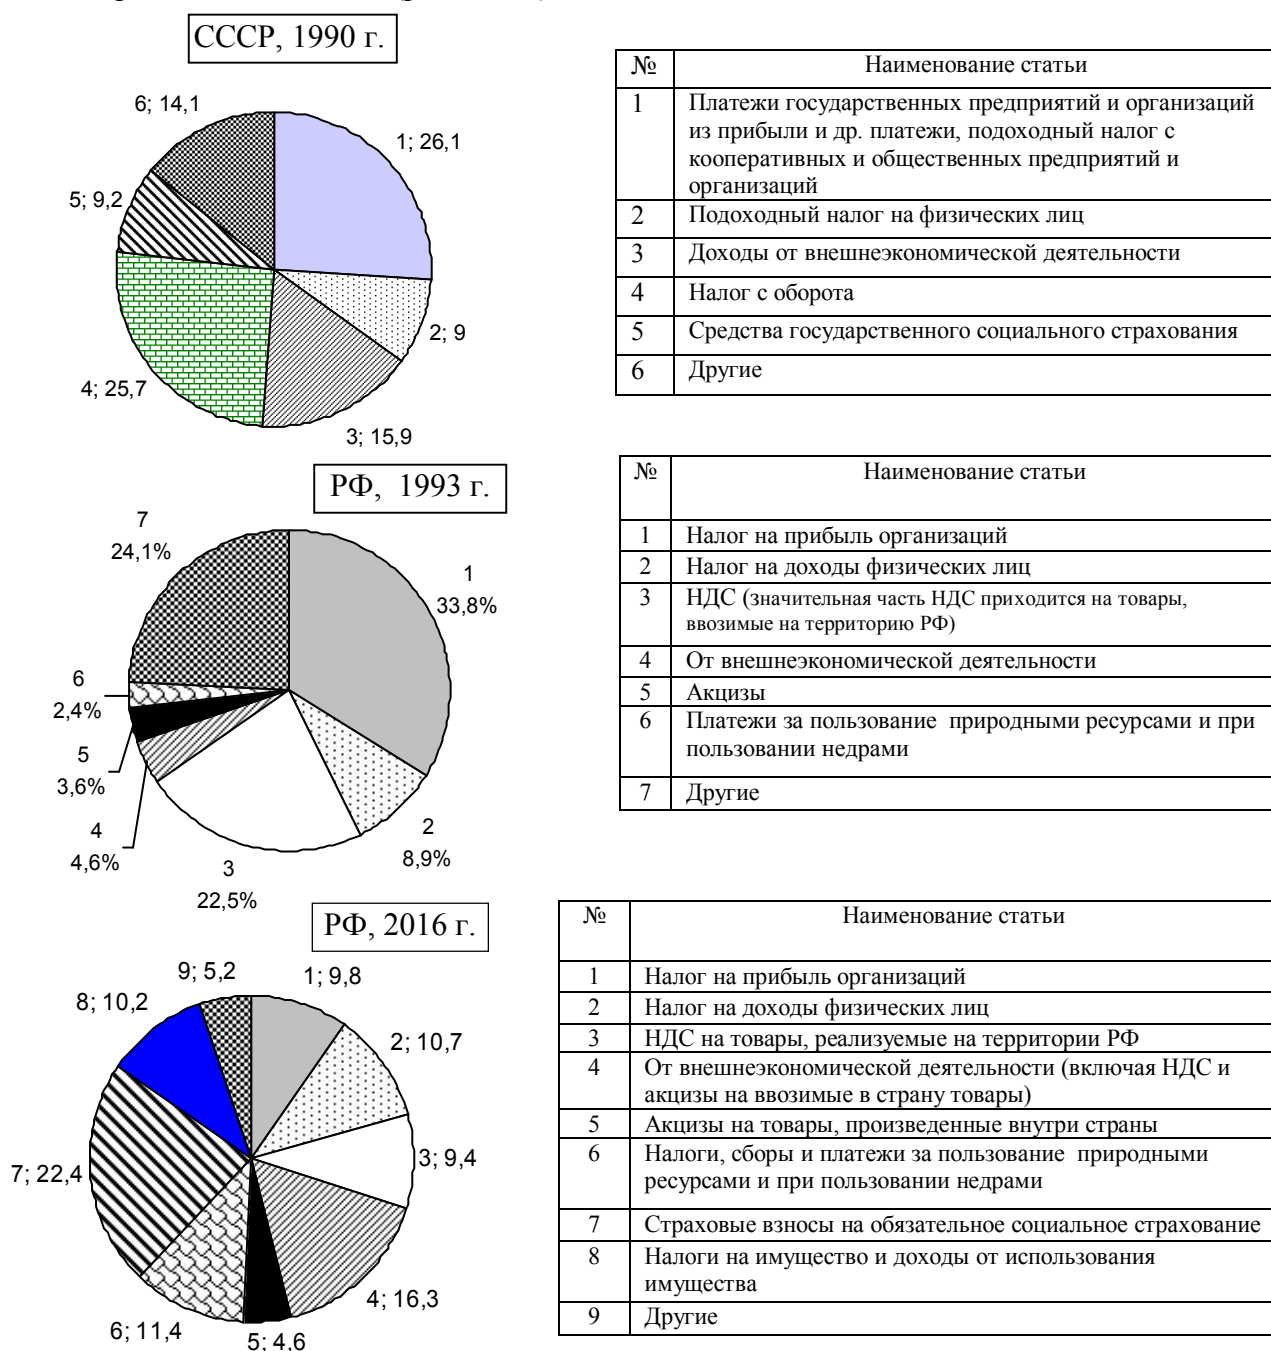 СССР, 1990 г.
6; 14,1
1; 26,1
5; 9,2
2; 9
4; 25,7
3; 15,9
№ Наименование статьи
1 Платежи государственных предприятий и организаций
из прибыли и др. платежи, подоходный налог с
кооперативных и общественных предприятий и
организаций
2 Подоходный налог на физических лиц
3 Доходы от внешнеэкономической деятельности
4 Налог с оборота
5 Средства государственного социального страхования
6 Другие
РФ, 1993 г.
7
24,1%
1
33,8%
6
2,4%
5
3,6%
4
4,6%
3
22,5%
2
8,9%
№ Наименование статьи
1 Налог на прибыль организаций
2 Налог на доходы физических лиц
3 НДС (значительная часть НДС приходится на товары,
ввозимые на территорию РФ)
4 От внешнеэкономической деятельности
5 Акцизы
6 Платежи за пользование природными ресурсами и при
пользовании недрами
7 Другие
РФ, 2016 г.
9; 5,2
1; 9,8
8; 10,2
2; 10,7
7; 22,4
3; 9,4
4; 16,3
6; 11,4
5; 4,6
№ Наименование статьи
1 Налог на прибыль организаций
2 Налог на доходы физических лиц
3 НДС на товары, реализуемые на территории РФ
4 От внешнеэкономической деятельности (включая НДС и
акцизы на ввозимые в страну товары)
5 Акцизы на товары, произведенные внутри страны
6 Налоги, сборы и платежи за пользование природными
ресурсами и при пользовании недрами
7 Страховые взносы на обязательное социальное страхование
8 Налоги на имущество и доходы от использования
имущества
9 Другие